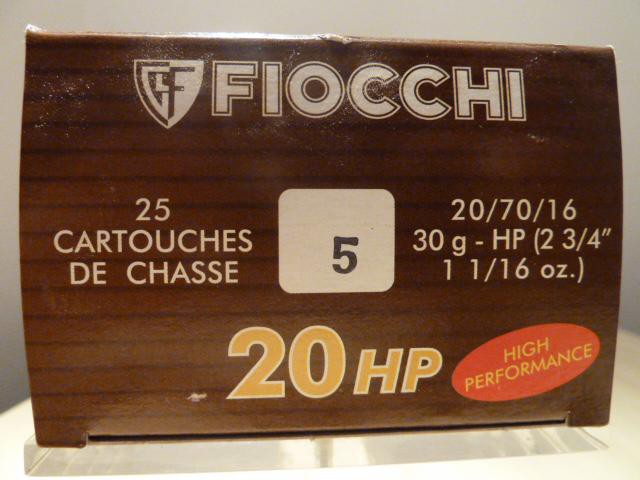 GLF FIOCCHI
25
CARTOUCHES
DE CHASSE
5
20/70/16
30 g - HP (2 3/4"
1 1/16 oz.)
20 HP
HIGH
PERFORMANCE